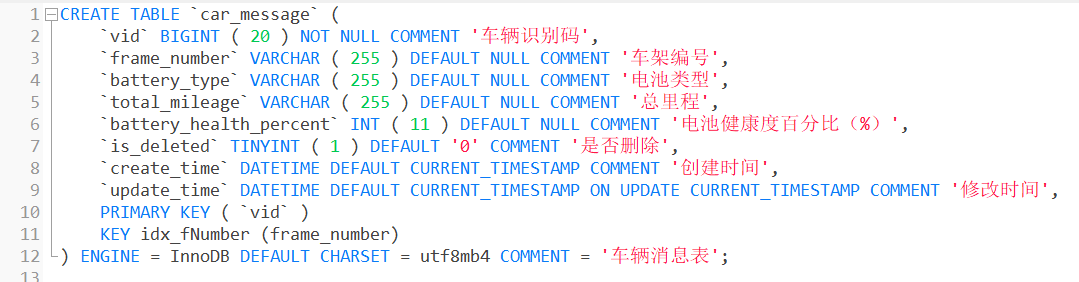 1 CREATE TABLE `car_message` (
2 `vid` BIGINT ( 20 ) NOT NULL COMMENT '车辆识别码',
3 `frame_number` VARCHAR ( 255 ) DEFAULT NULL COMMENT '车架编号',
4 `battery_type` VARCHAR ( 255 ) DEFAULT NULL COMMENT '电池类型',
5 `total_mileage` VARCHAR ( 255 ) DEFAULT NULL COMMENT '总里程',
6 `battery_health_percent` INT ( 11 ) DEFAULT NULL COMMENT '电池健康度百分比（%）',
7 `is_deleted` TINYINT ( 1 ) DEFAULT '0' COMMENT '是否删除',
8 `create_time` DATETIME DEFAULT CURRENT_TIMESTAMP COMMENT '创建时间',
9 `update_time` DATETIME DEFAULT CURRENT_TIMESTAMP ON UPDATE CURRENT_TIMESTAMP COMMENT '修改时间',
10 PRIMARY KEY ( `vid` )
11 KEY idx_fNumber (frame_number)
12 ) ENGINE = InnoDB DEFAULT CHARSET = utf8mb4 COMMENT = '车辆消息表';
13